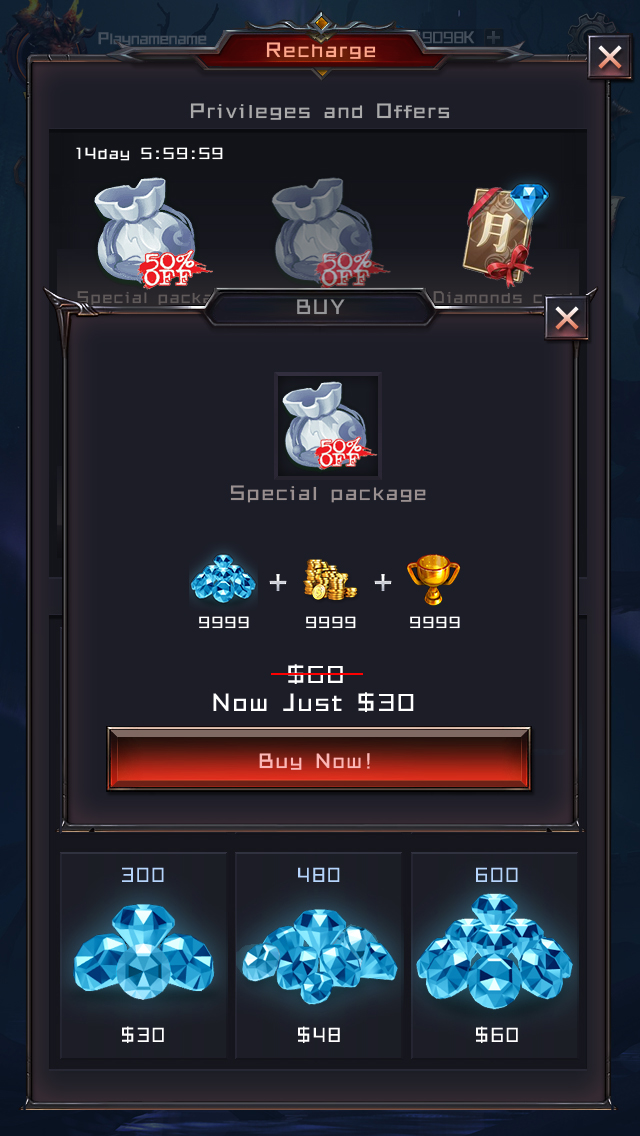 Playnamename
9098K +
Recharge
Privileges and Offers
14day 5:59:59
50%
OFF
50%
OFF
月
Special packa
Diamonds c
BUY
50%
OFF
Special package
+ +
9999 9999 9999
$60
Now Just $30
Buy Now!
300 480 600
$30 $48 $60